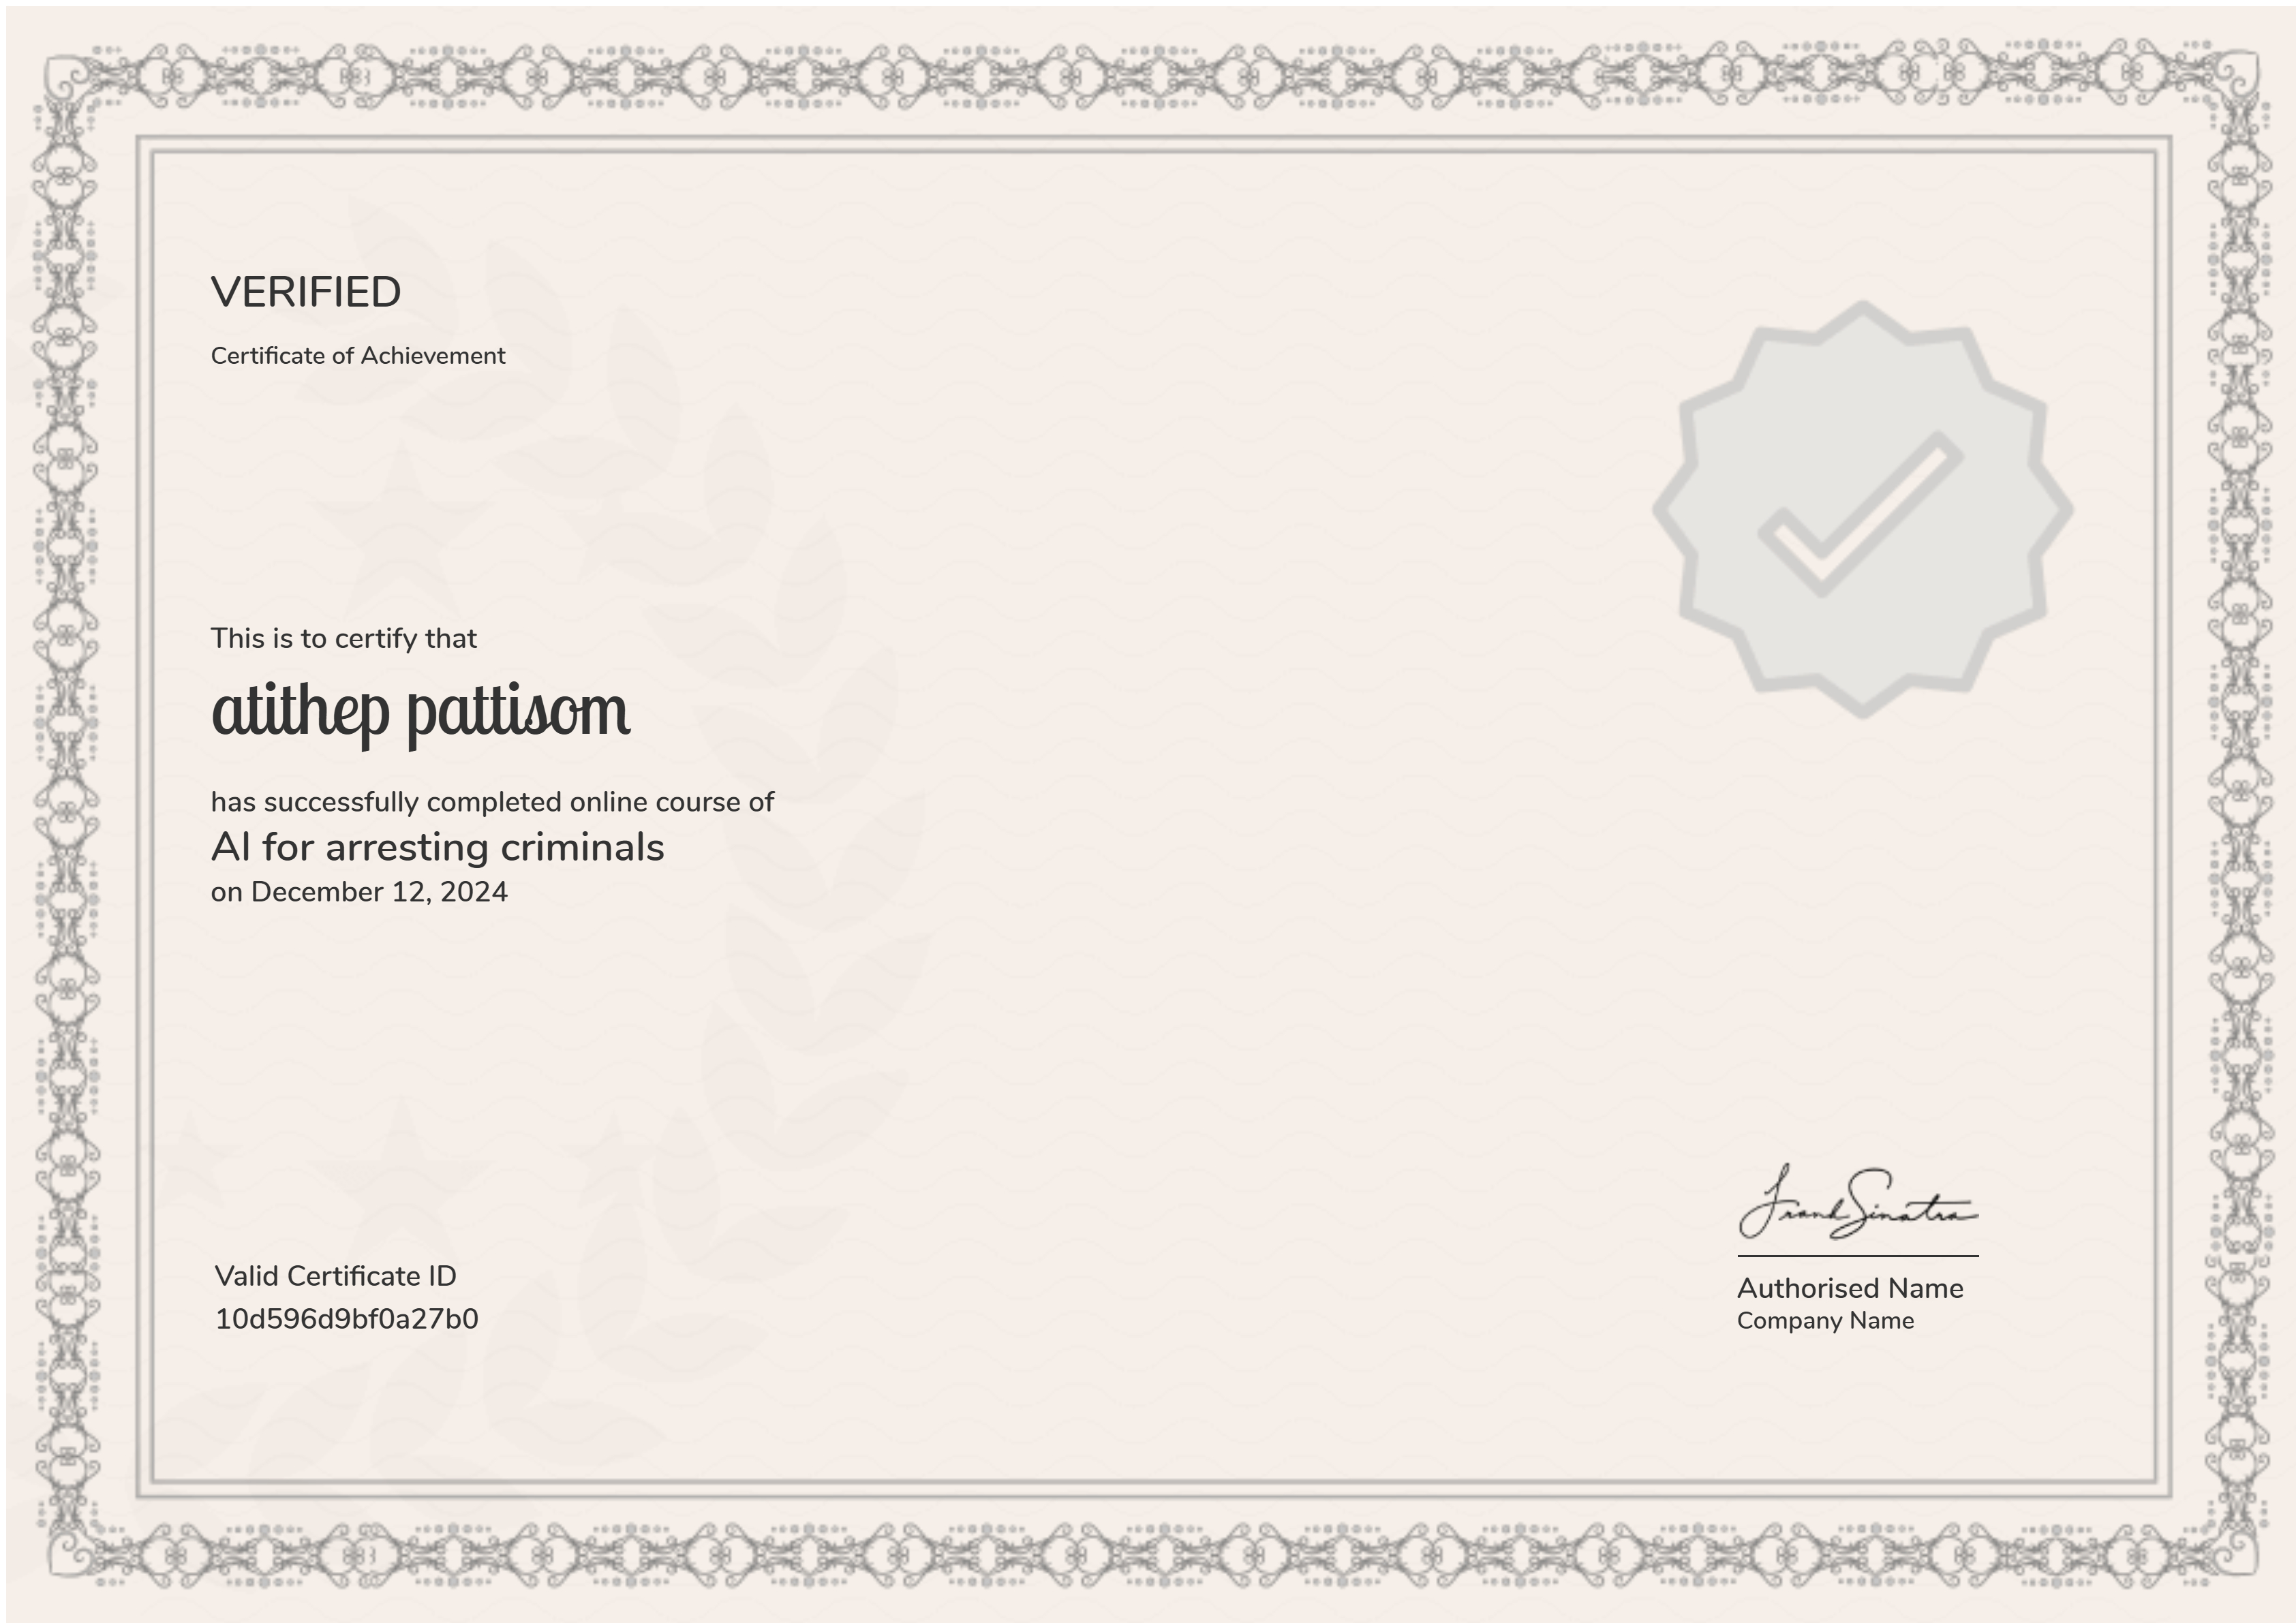 VERIFIED
Certificate of Achievement
This is to certify that
atithep pattisom
has successfully completed online course of
AI for arresting criminals
on December 12, 2024
Frank Sinatra
Valid Certificate ID
10d596d9bf0a27b0
Authorised Name
Company Name